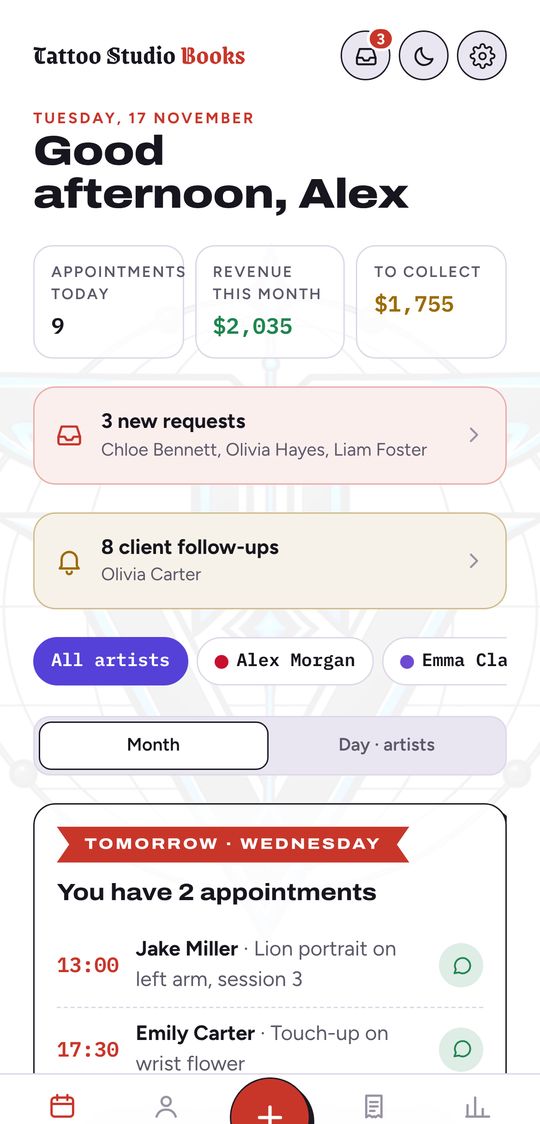 Tattoo Studio Books
3
TUESDAY, 17 NOVEMBER
Good
afternoon, Alex
APPOINTMENTS
TODAY
9
REVENUE
THIS MONTH
$2,035
TO COLLECT
$1,755
3 new requests
Chloe Bennett, Olivia Hayes, Liam Foster
8 client follow-ups
Olivia Carter
All artists
Alex Morgan
Emma Cla
Month
Day · artists
TOMORROW · WEDNESDAY
You have 2 appointments
13:00
Jake Miller · Lion portrait on
left arm, session 3
17:30
Emily Carter · Touch-up on
wrist flower